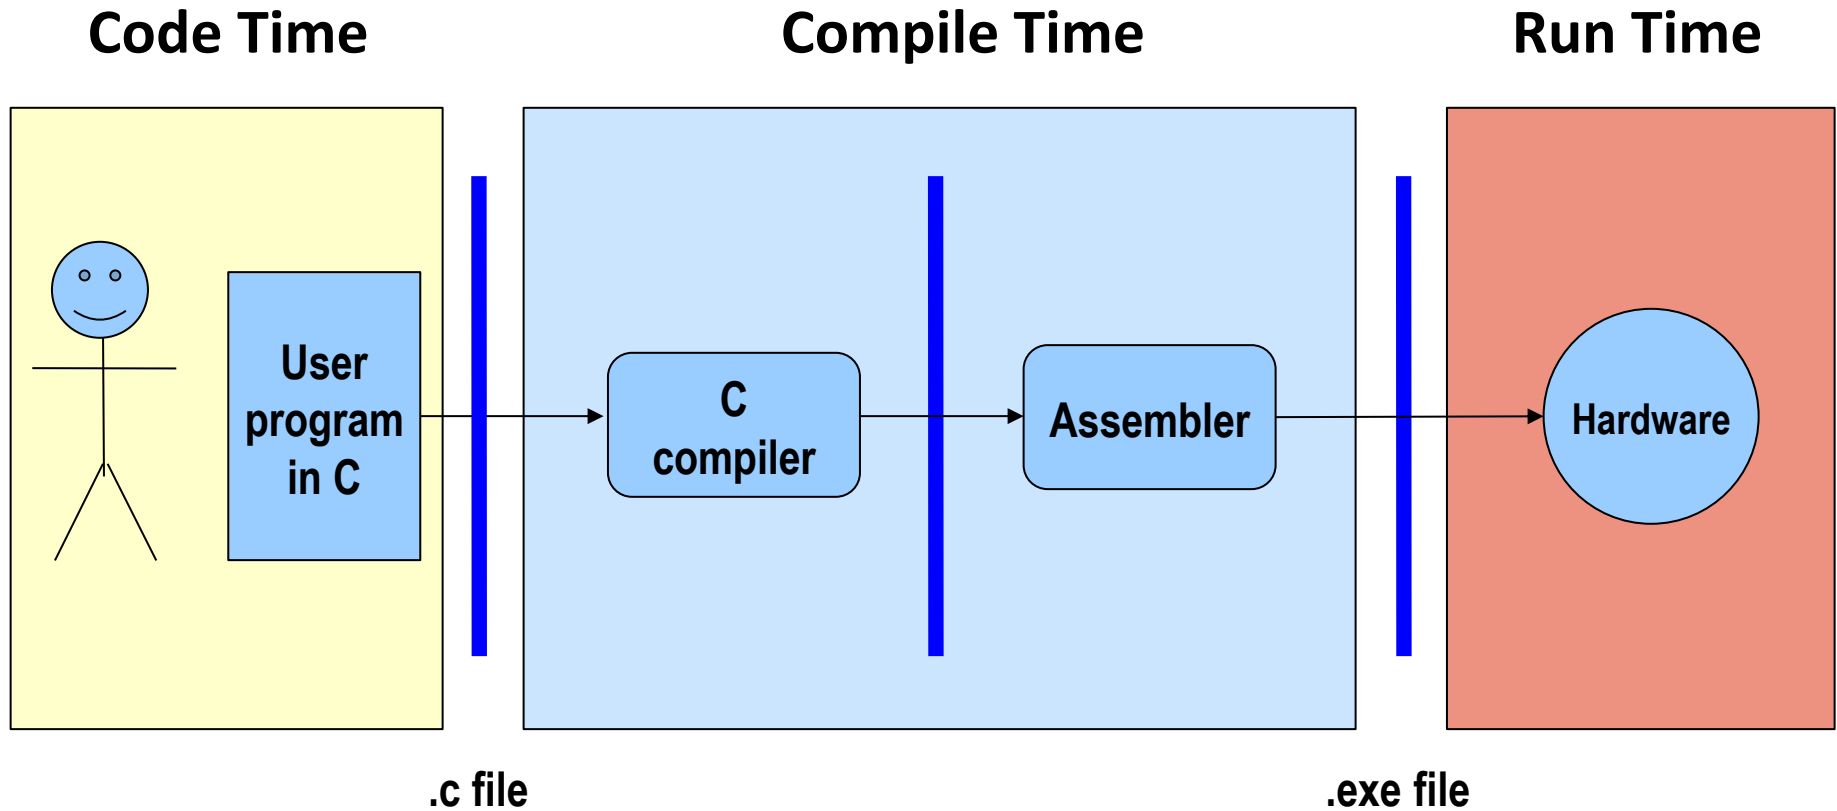 Code Time
Compile Time
Run Time
User
program
in C
C
compiler
Assembler
Hardware
.c file
.exe file